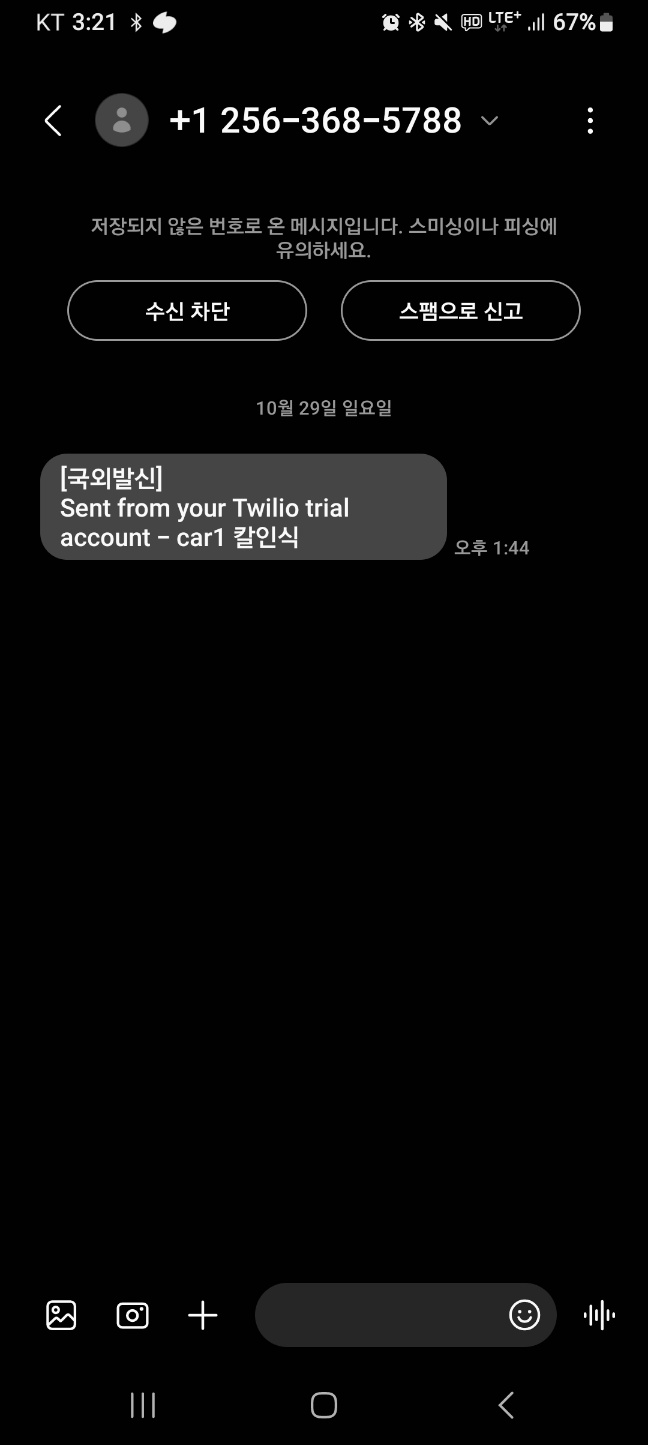 KT 3:21 HD LTE+ 67%
+1 256-368-5788
저장되지 않은 번호로 온 메시지입니다. 스미싱이나 피싱에
유의하세요.
수신 차단 스팸으로 신고
10월 29일 일요일
[국외발신]
Sent from your Twilio trial
account - car1 칼인식
오후 1:44